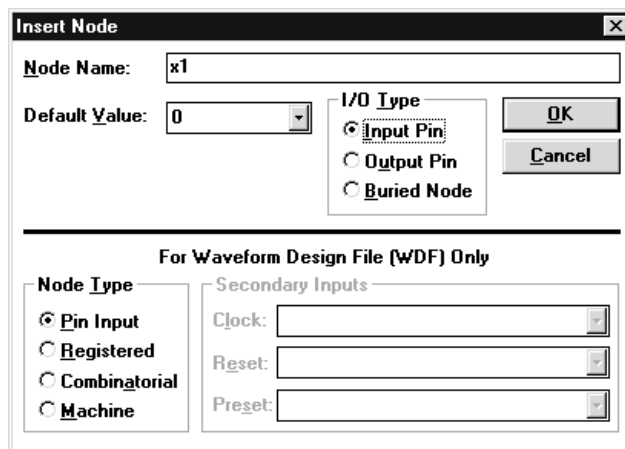 Insert Node
Node Name: x1
Default Value: 0
I/O Type
Input Pin
Output Pin
Buried Node
OK
Cancel
For Waveform Design File (WDF) Only
Node Type
Pin Input
Registered
Combinatorial
Machine
Secondary Inputs
Clock:
Reset:
Preset: